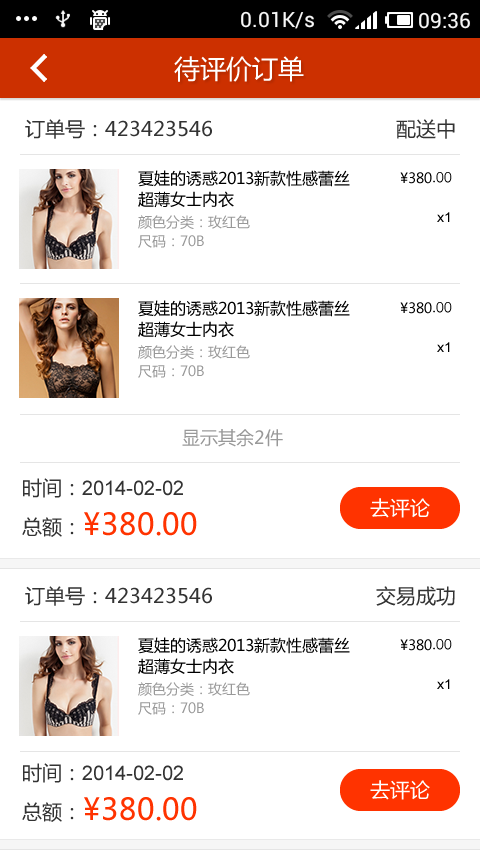 0.01K/s 09:36
待评价订单
订单号：423423546 配送中
夏娃的诱惑2013新款性感蕾丝 ¥380.00
超薄女士内衣
颜色分类：玫红色 x1
尺码：70B
夏娃的诱惑2013新款性感蕾丝 ¥380.00
超薄女士内衣
颜色分类：玫红色 x1
尺码：70B
显示其余2件
时间：2014-02-02
总额：¥380.00 去评论
订单号：423423546 交易成功
夏娃的诱惑2013新款性感蕾丝 ¥380.00
超薄女士内衣
颜色分类：玫红色 x1
尺码：70B
时间：2014-02-02
总额：¥380.00 去评论